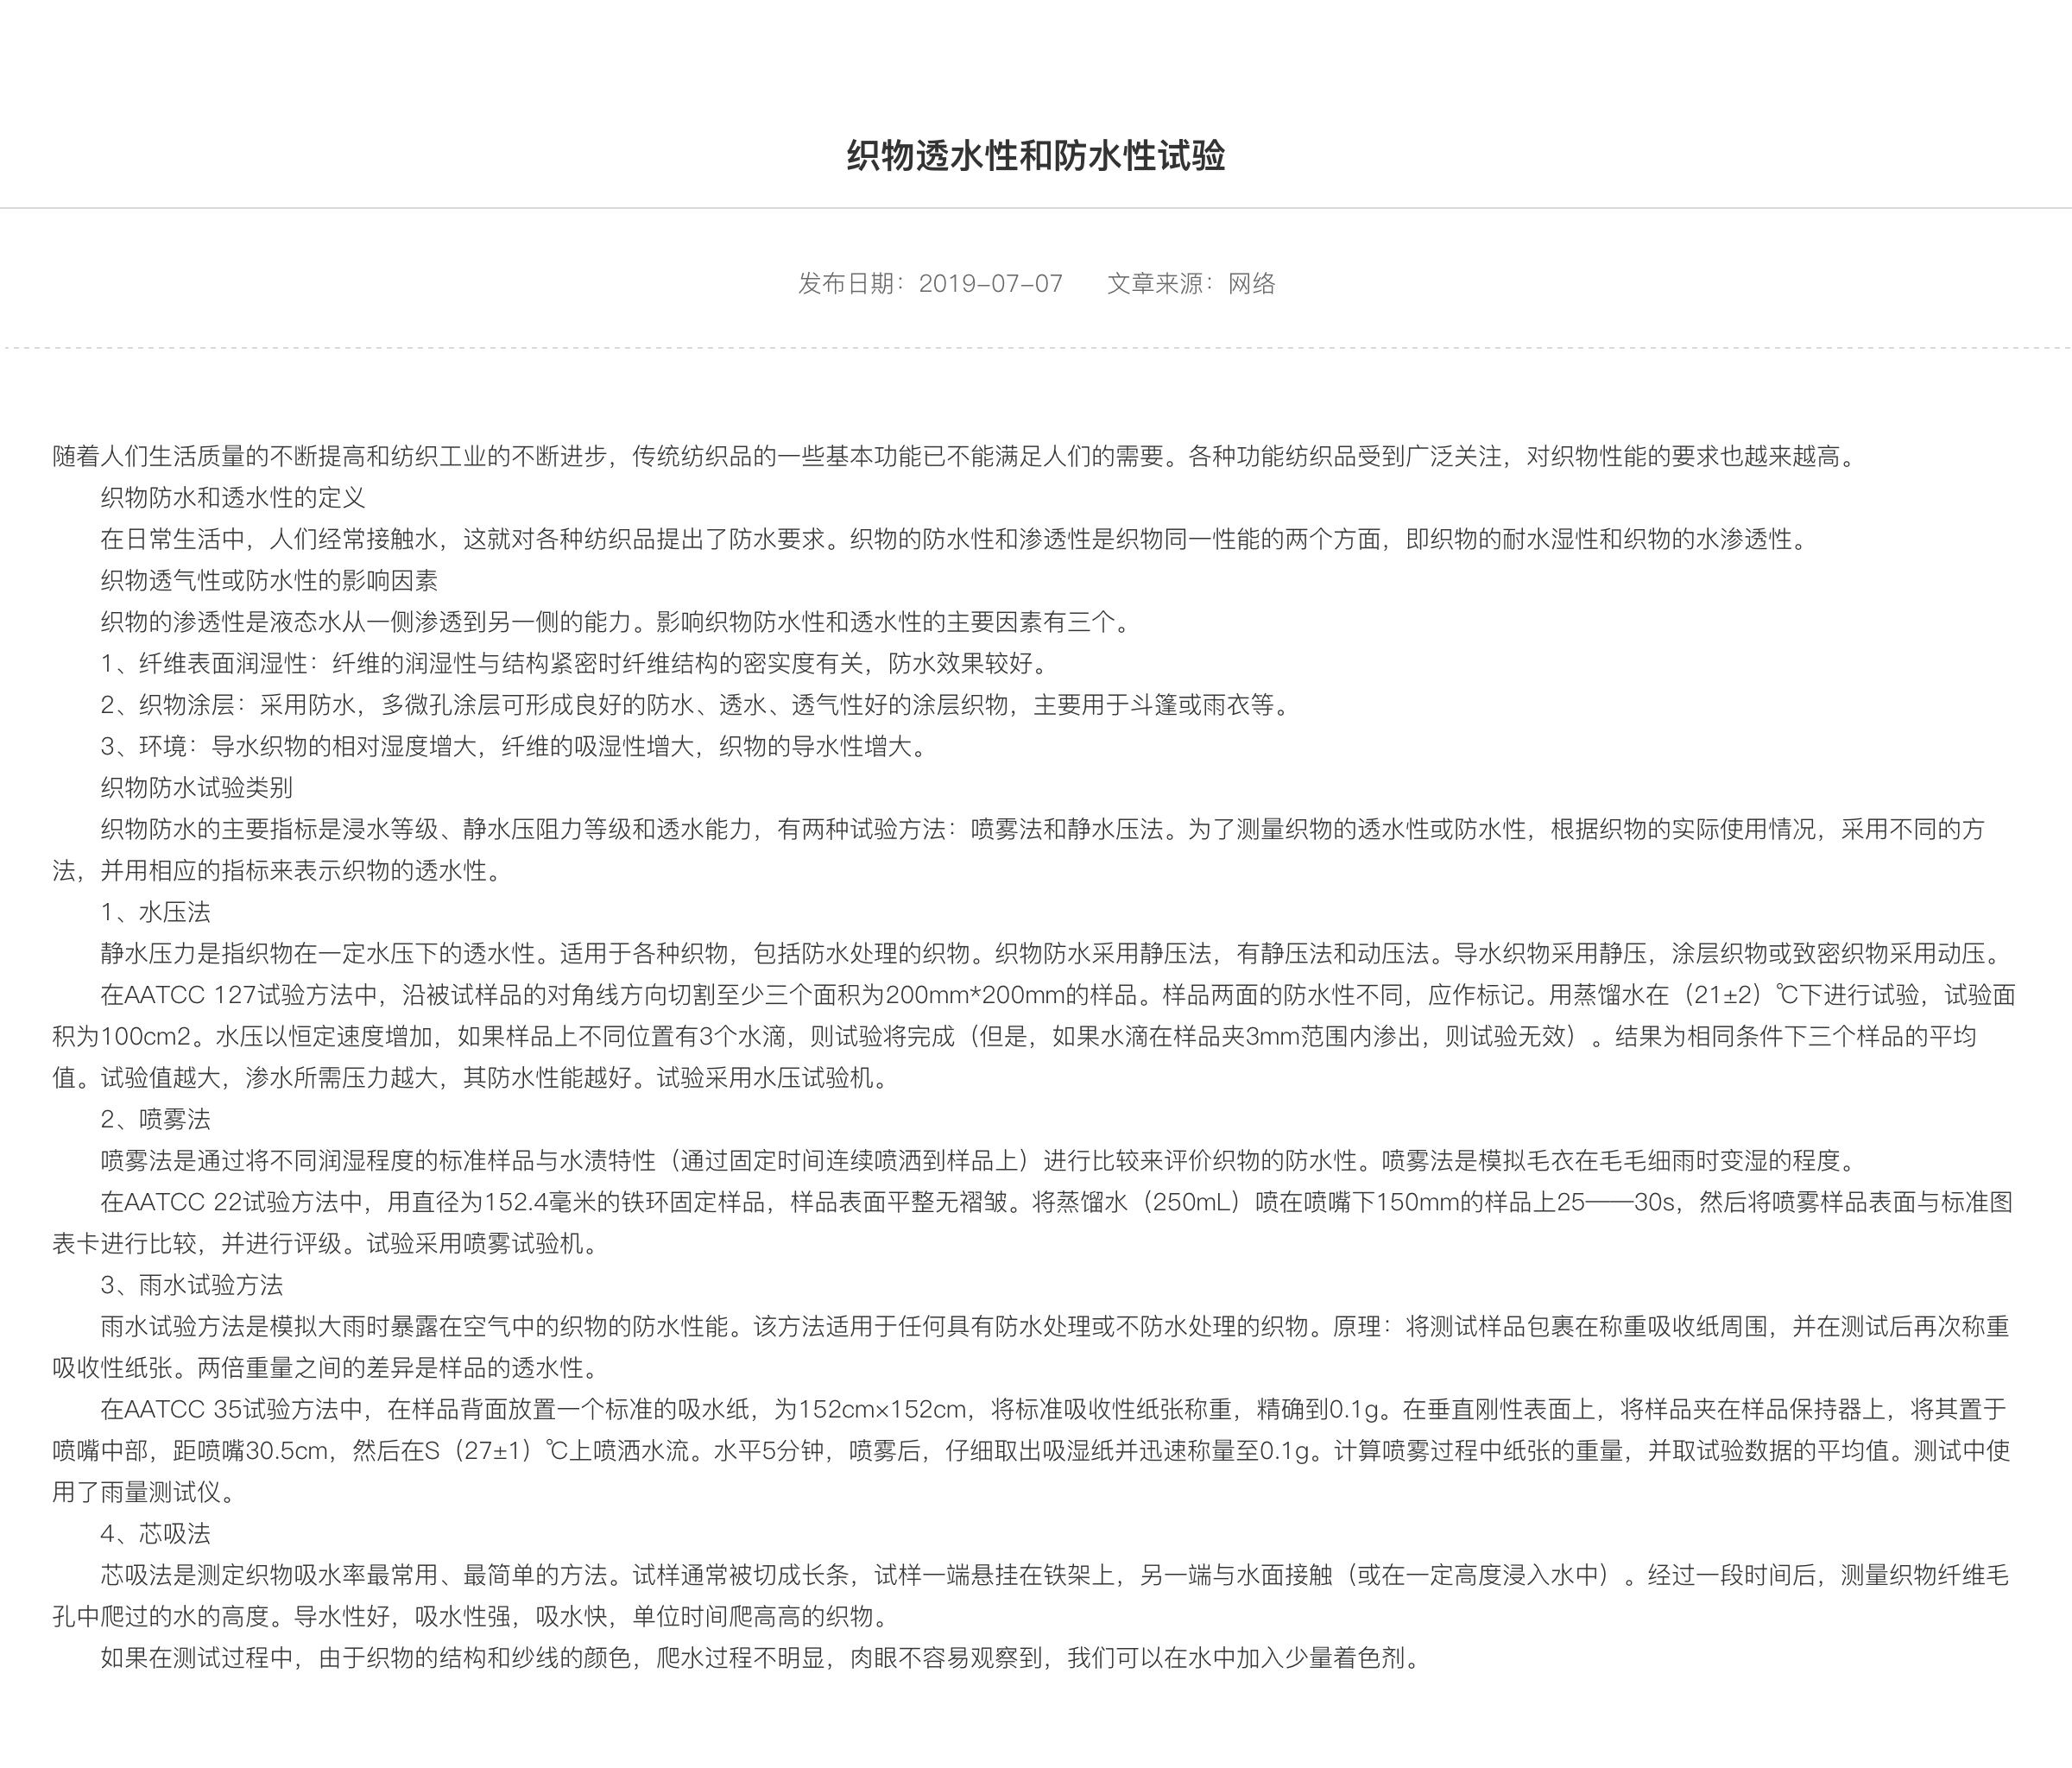 织物透水性和防水性试验
发布日期：2019-07-07 文章来源：网络
随着人们生活质量的不断提高和纺织工业的不断进步，传统纺织品的一些基本功能已不能满足人们的需要。各种功能纺织品受到广泛关注，对织物性能的要求也越来越高。
织物防水和透水性的定义
在日常生活中，人们经常接触水，这就对各种纺织品提出了防水要求。织物的防水性和渗透性是织物同一性能的两个方面，即织物的耐水湿性和织物的水渗透性。
织物透气性或防水性的影响因素
织物的渗透性是液态水从一侧渗透到另一侧的能力。影响织物防水性和透水性的主要因素有三个。
1、纤维表面润湿性：纤维的润湿性与结构紧密时纤维结构的密实度有关，防水效果较好。
2、织物涂层：采用防水，多微孔涂层可形成良好的防水、透水、透气性好的涂层织物，主要用于斗篷或雨衣等。
3、环境：导水织物的相对湿度增大，纤维的吸湿性增大，织物的导水性增大。
织物防水试验类别
织物防水的主要指标是浸水等级、静水压阻力等级和透水能力，有两种试验方法：喷雾法和静水压法。为了测量织物的透水性或防水性，根据织物的实际使用情况，采用不同的方
法，并用相应的指标来表示织物的透水性。
1、水压法
静水压力是指织物在一定水压下的透水性。适用于各种织物，包括防水处理的织物。织物防水采用静压法，有静压法和动压法。导水织物采用静压，涂层织物或致密织物采用动压。
在AATCC 127试验方法中，沿被试样品的对角线方向切割至少三个面积为200mm*200mm的样品。样品两面的防水性不同，应作标记。用蒸馏水在（21±2）℃下进行试验，试验面
积为100cm2。水压以恒定速度增加，如果样品上不同位置有3个水滴，则试验将完成（但是，如果水滴在样品夹3mm范围内渗出，则试验无效）。结果为相同条件下三个样品的平均
值。试验值越大，渗水所需压力越大，其防水性能越好。试验采用水压试验机。
2、喷雾法
喷雾法是通过将不同润湿程度的标准样品与水渍特性（通过固定时间连续喷洒到样品上）进行比较来评价织物的防水性。喷雾法是模拟毛衣在毛毛细雨时变湿的程度。
在AATCC 22试验方法中，用直径为152.4毫米的铁环固定样品，样品表面平整无褶皱。将蒸馏水（250mL）喷在喷嘴下150mm的样品上25——30s，然后将喷雾样品表面与标准图
表卡进行比较，并进行评级。试验采用喷雾试验机。
3、雨水试验方法
雨水试验方法是模拟大雨时暴露在空气中的织物的防水性能。该方法适用于任何具有防水处理或不防水处理的织物。原理：将测试样品包裹在称重吸收纸周围，并在测试后再次称重
吸收性纸张。两倍重量之间的差异是样品的透水性。
在AATCC 35试验方法中，在样品背面放置一个标准的吸水纸，为152cm×152cm，将标准吸收性纸张称重，精确到0.1g。在垂直刚性表面上，将样品夹在样品保持器上，将其置于
喷嘴中部，距喷嘴30.5cm，然后在S（27±1）℃上喷洒水流。水平5分钟，喷雾后，仔细取出吸湿纸并迅速称量至0.1g。计算喷雾过程中纸张的重量，并取试验数据的平均值。测试中使
用了雨量测试仪。
4、芯吸法
芯吸法是测定织物吸水率最常用、最简单的方法。试样通常被切成长条，试样一端悬挂在铁架上，另一端与水面接触（或在一定高度浸入水中）。经过一段时间后，测量织物纤维毛
孔中爬过的水的高度。导水性好，吸水性强，吸水快，单位时间爬高高的织物。
如果在测试过程中，由于织物的结构和纱线的颜色，爬水过程不明显，肉眼不容易观察到，我们可以在水中加入少量着色剂。